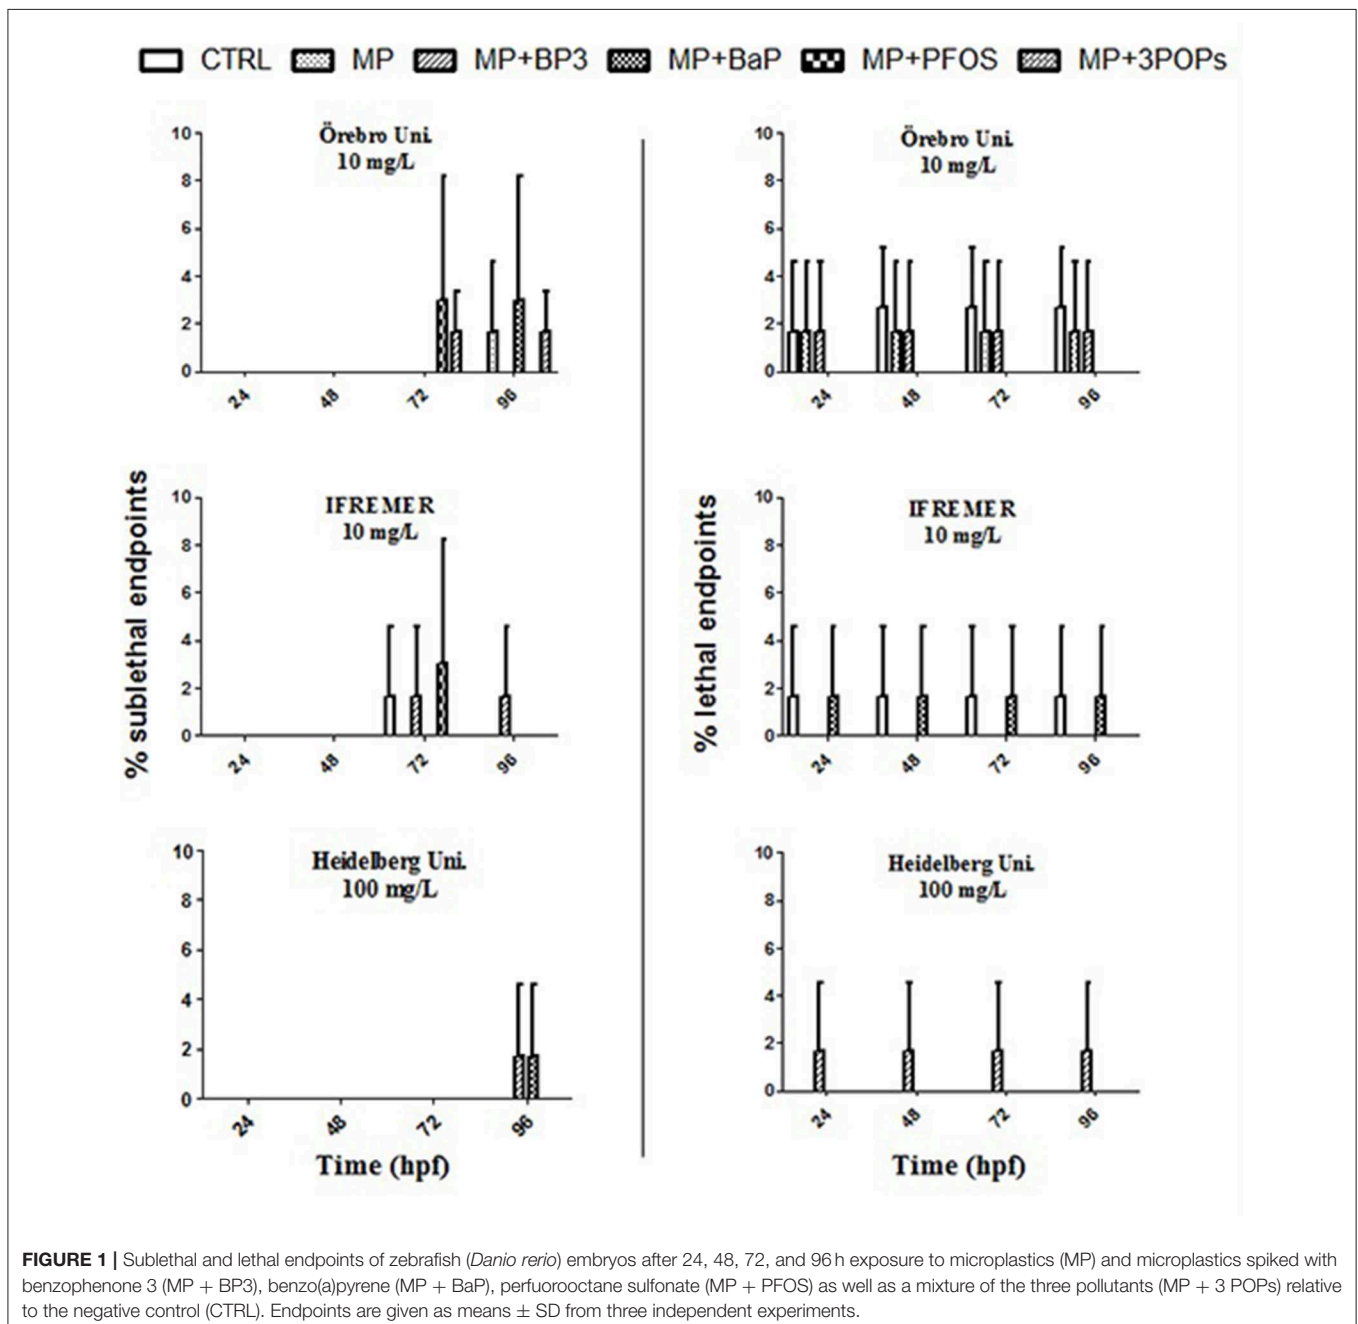 CTRL MP MP+BP3 MP+BaP MP+PFOS MP+3POPs
Örebro Uni.
10 mg/L
10
8
6
4
2
0
24 48 72 96
Örebro Uni.
10 mg/L
10
8
6
4
2
0
24 48 72 96
% sublethal endpoints
IFREMER
10 mg/L
10
8
6
4
2
0
24 48 72 96
% lethal endpoints
IFREMER
10 mg/L
10
8
6
4
2
0
24 48 72 96
Heidelberg Uni.
100 mg/L
10
8
6
4
2
0
24 48 72 96
Time (hpf)
Heidelberg Uni.
100 mg/L
10
8
6
4
2
0
24 48 72 96
Time (hpf)
FIGURE 1 | Sublethal and lethal endpoints of zebrafish (Danio rerio) embryos after 24, 48, 72, and 96 h exposure to microplastics (MP) and microplastics spiked with
benzophenone 3 (MP + BP3), benzo(a)pyrene (MP + BaP), perfuorooctane sulfonate (MP + PFOS) as well as a mixture of the three pollutants (MP + 3 POPs) relative
to the negative control (CTRL). Endpoints are given as means ± SD from three independent experiments.